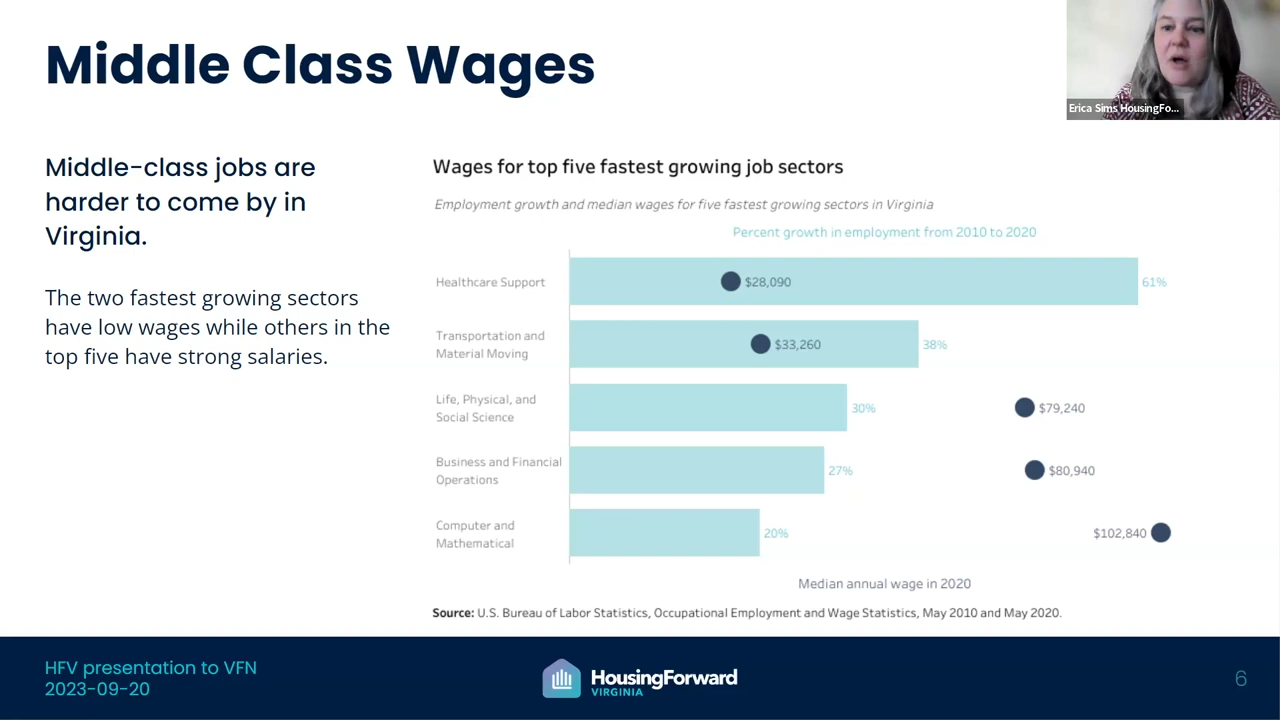 Middle Class Wages
Erica Sims HousingFo...
Middle-class jobs are
harder to come by in
Virginia.
The two fastest growing sectors
have low wages while others in the
top five have strong salaries.
Wages for top five fastest growing job sectors
Employment growth and median wages for five fastest growing sectors in Virginia
Percent growth in employment from 2010 to 2020
Healthcare Support
$28,090
61%
Transportation and
Material Moving
$33,260
38%
Life, Physical, and
Social Science
30%
$79,240
Business and Financial
Operations
27%
$80,940
Computer and
Mathematical
20%
$102,840
Median annual wage in 2020
Source: U.S. Bureau of Labor Statistics, Occupational Employment and Wage Statistics, May 2010 and May 2020.
HFV presentation to VFN
2023-09-20
HousingForward
VIRGINIA
6